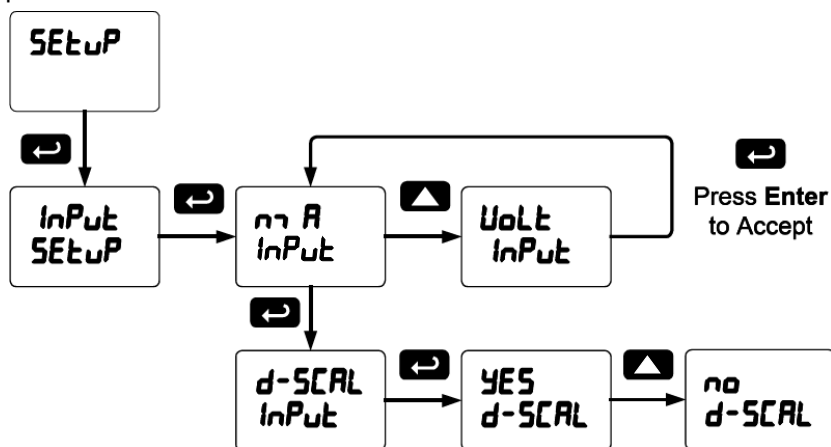 SEtuP
InPut
SEtuP
mA
InPut
VoLt
InPut
Press Enter
to Accept
d-SCAL
InPut
YES
d-SCAL
no
d-SCAL